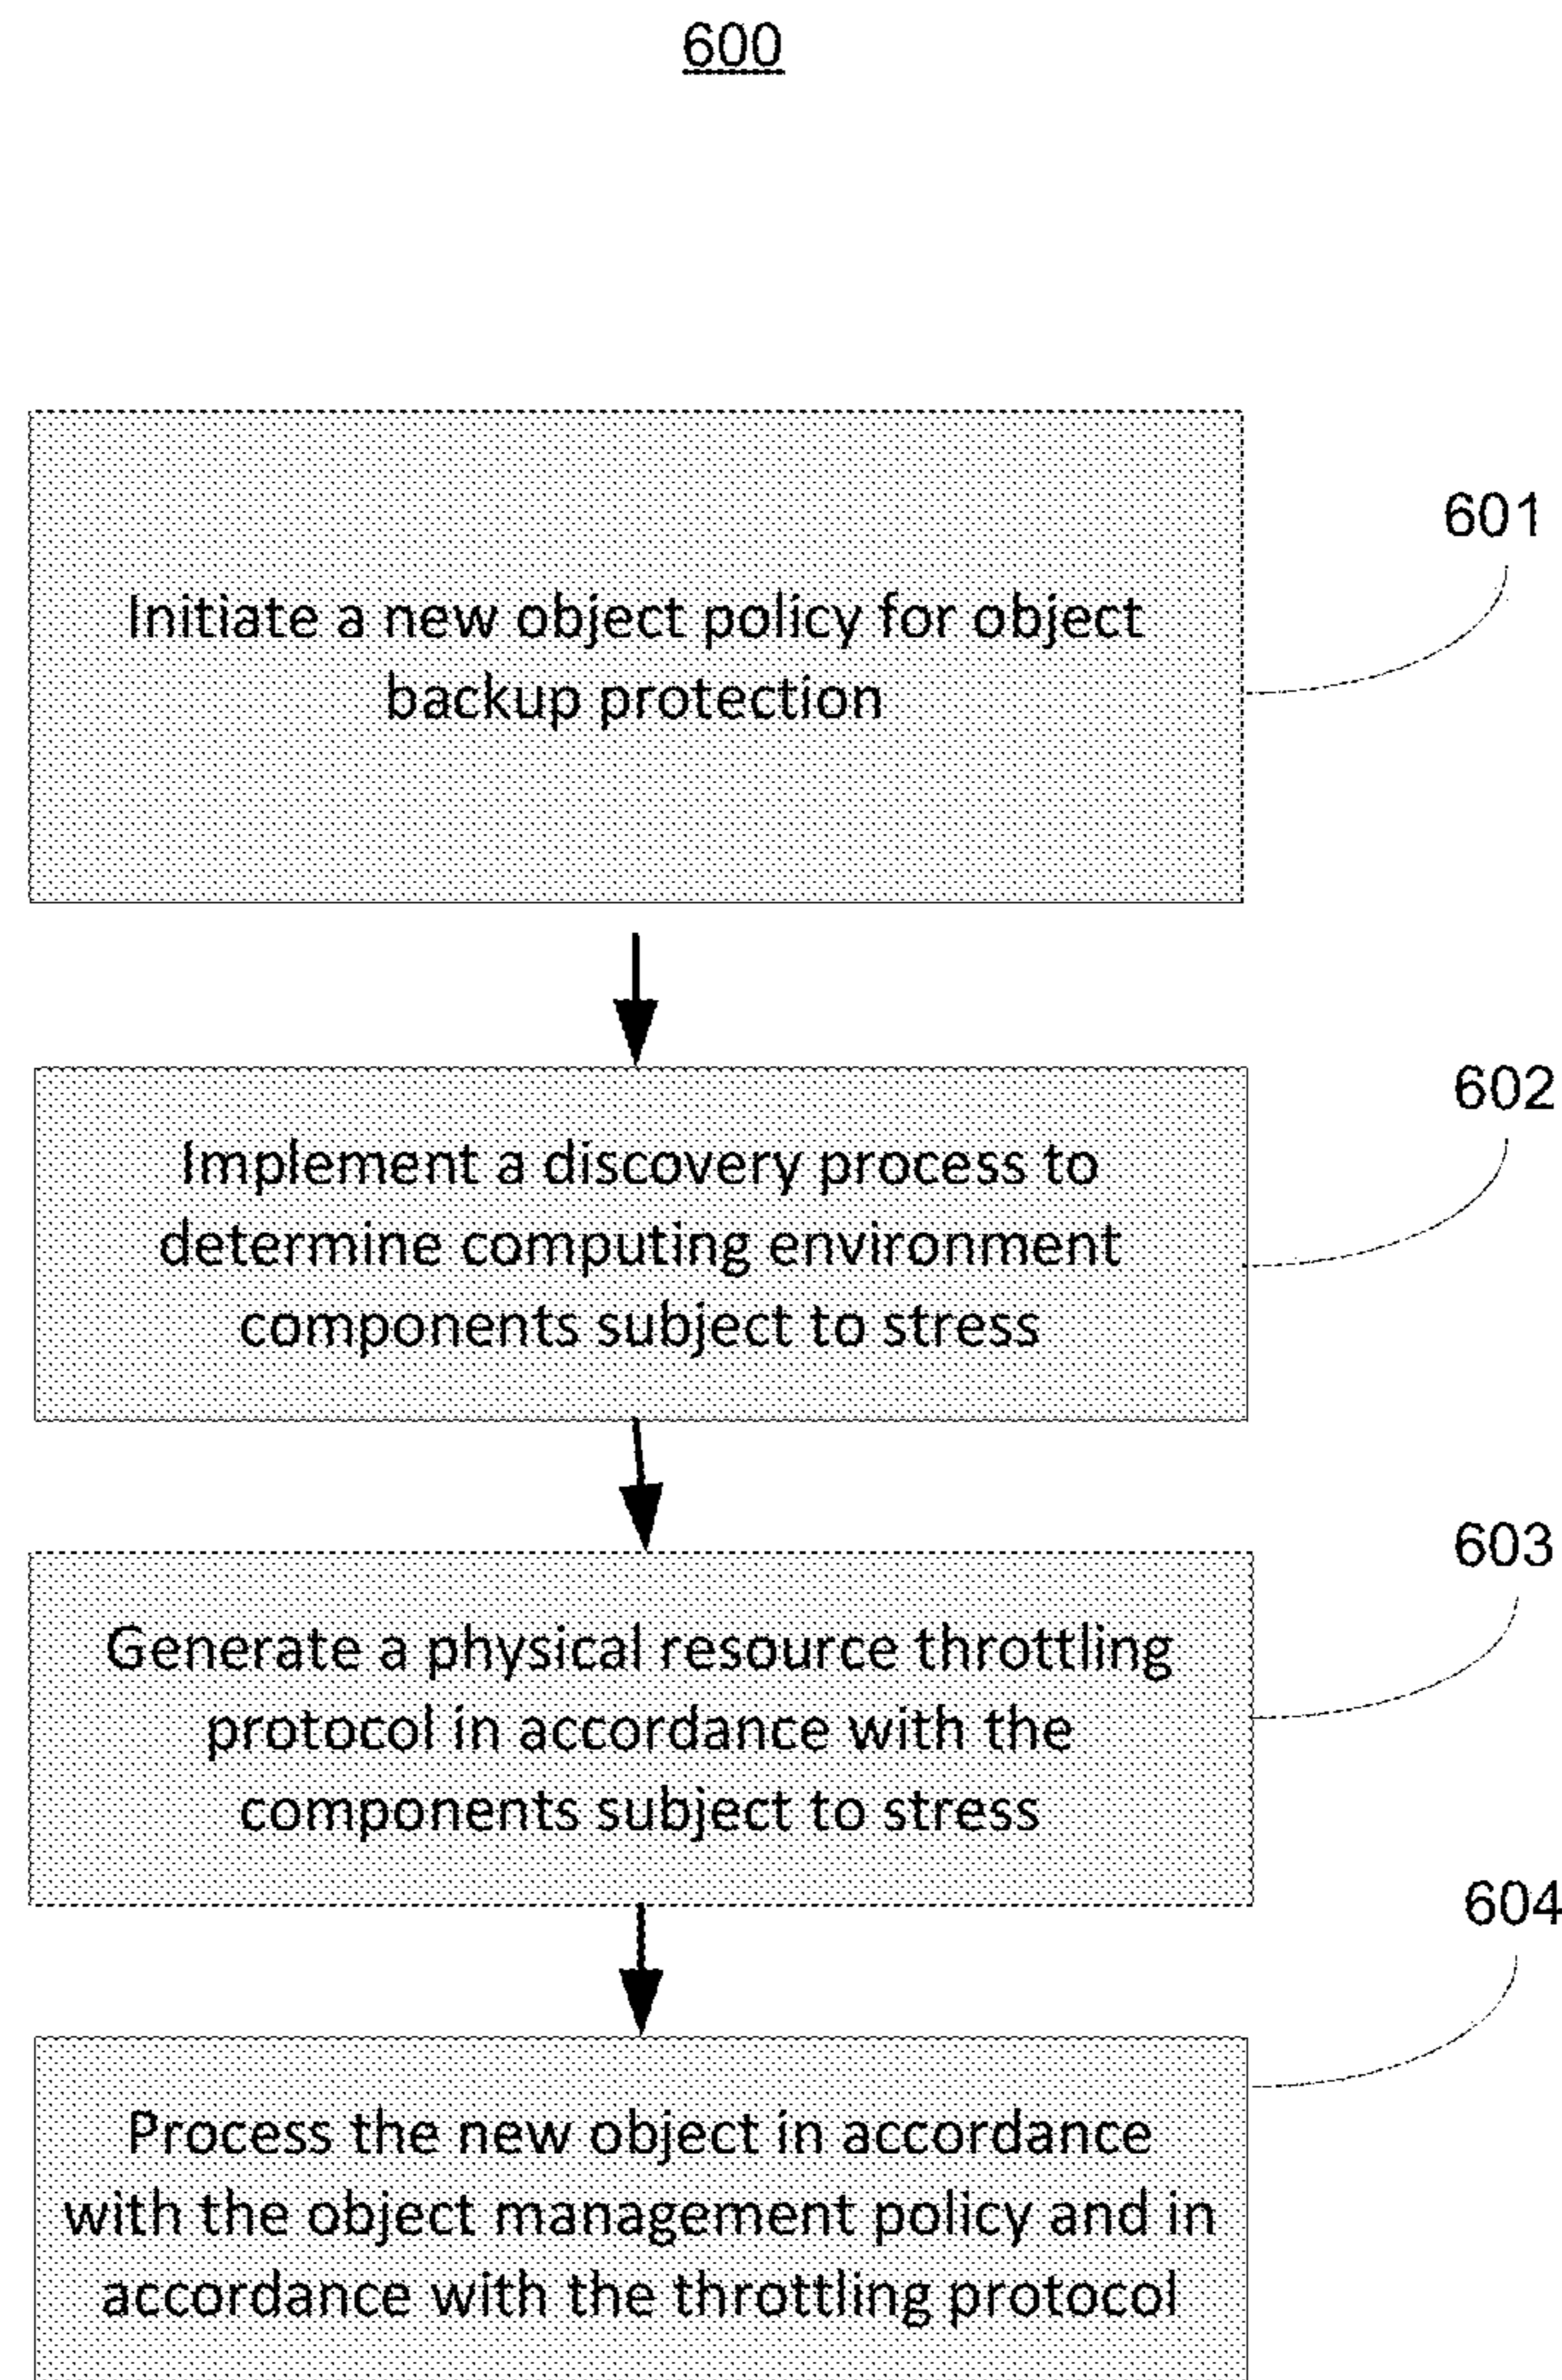 600
601
Initiate a new object policy for object
backup protection
602
Implement a discovery process to
determine computing environment
components subject to stress
603
Generate a physical resource throttling
protocol in accordance with the
components subject to stress
604
Process the new object in accordance
with the object management policy and in
accordance with the throttling protocol